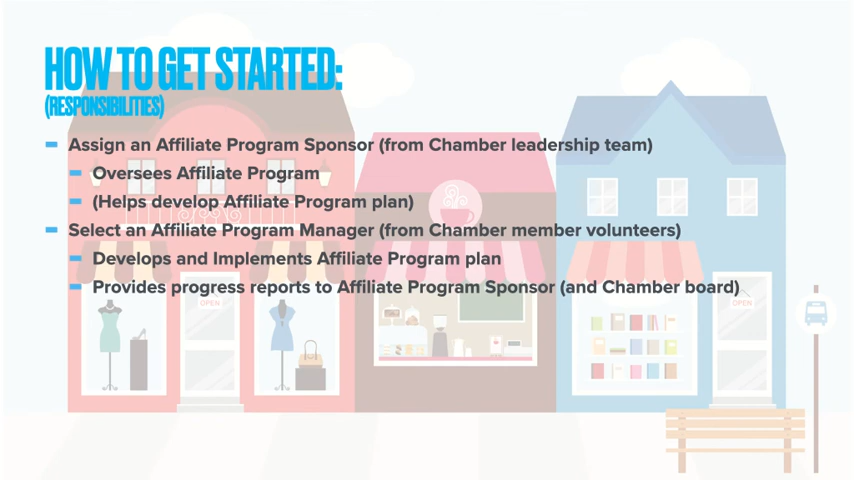 HOW TO GET STARTED:
(RESPONSIBILITIES)
Assign an Affiliate Program Sponsor (from Chamber leadership team)
Oversees Affiliate Program
(Helps develop Affiliate Program plan)
Select an Affiliate Program Manager (from Chamber member volunteers)
Develops and Implements Affiliate Program plan
Provides progress reports to Affiliate Program Sponsor (and Chamber board)
OPEN
OPEN